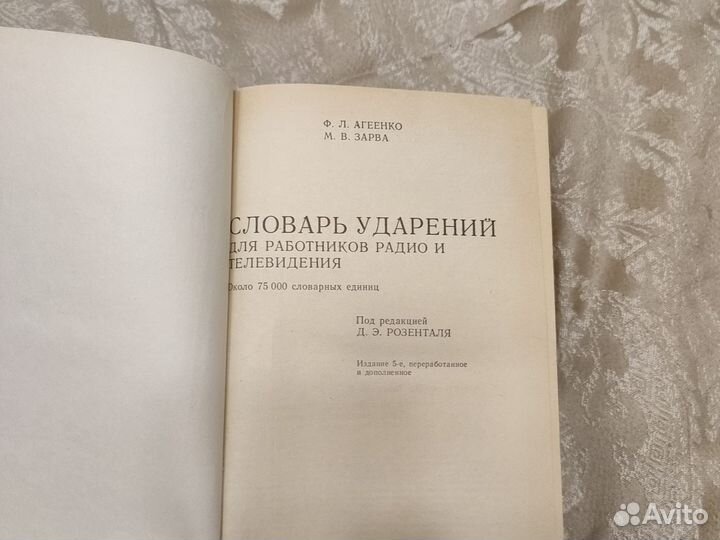 Ф. Л. АГЕЕНКО
М. В. ЗАРВА
СЛОВАРЬ УДАРЕНИЙ
ДЛЯ РАБОТНИКОВ РАДИО И
ТЕЛЕВИДЕНИЯ
Около 75 000 словарных единиц
Под редакцией
Д. Э. РОЗЕНТАЛЯ
Издание 5-е, переработанное
и дополненное
Avito